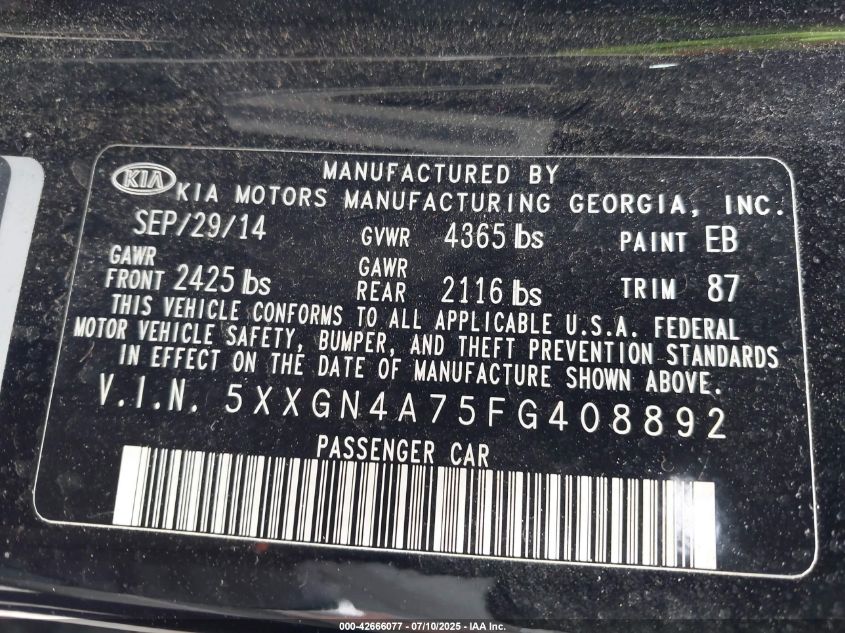 MANUFACTURED BY
KIA KIA MOTORS MANUFACTURING GEORGIA, INC.
SEP/29/14 GVWR 4365 lbs PAINT EB
GAWR FRONT 2425 lbs GAWR REAR 2116 lbs TRIM 87
THIS VEHICLE CONFORMS TO ALL APPLICABLE U.S.A. FEDERAL
MOTOR VEHICLE SAFETY, BUMPER, AND THEFT PREVENTION STANDARDS
IN EFFECT ON THE DATE OF MANUFACTURE SHOWN ABOVE.
V.I.N. 5XXGN4A75FG408892
PASSENGER CAR
000-42666077 - 07/10/2025 - IAA Inc.